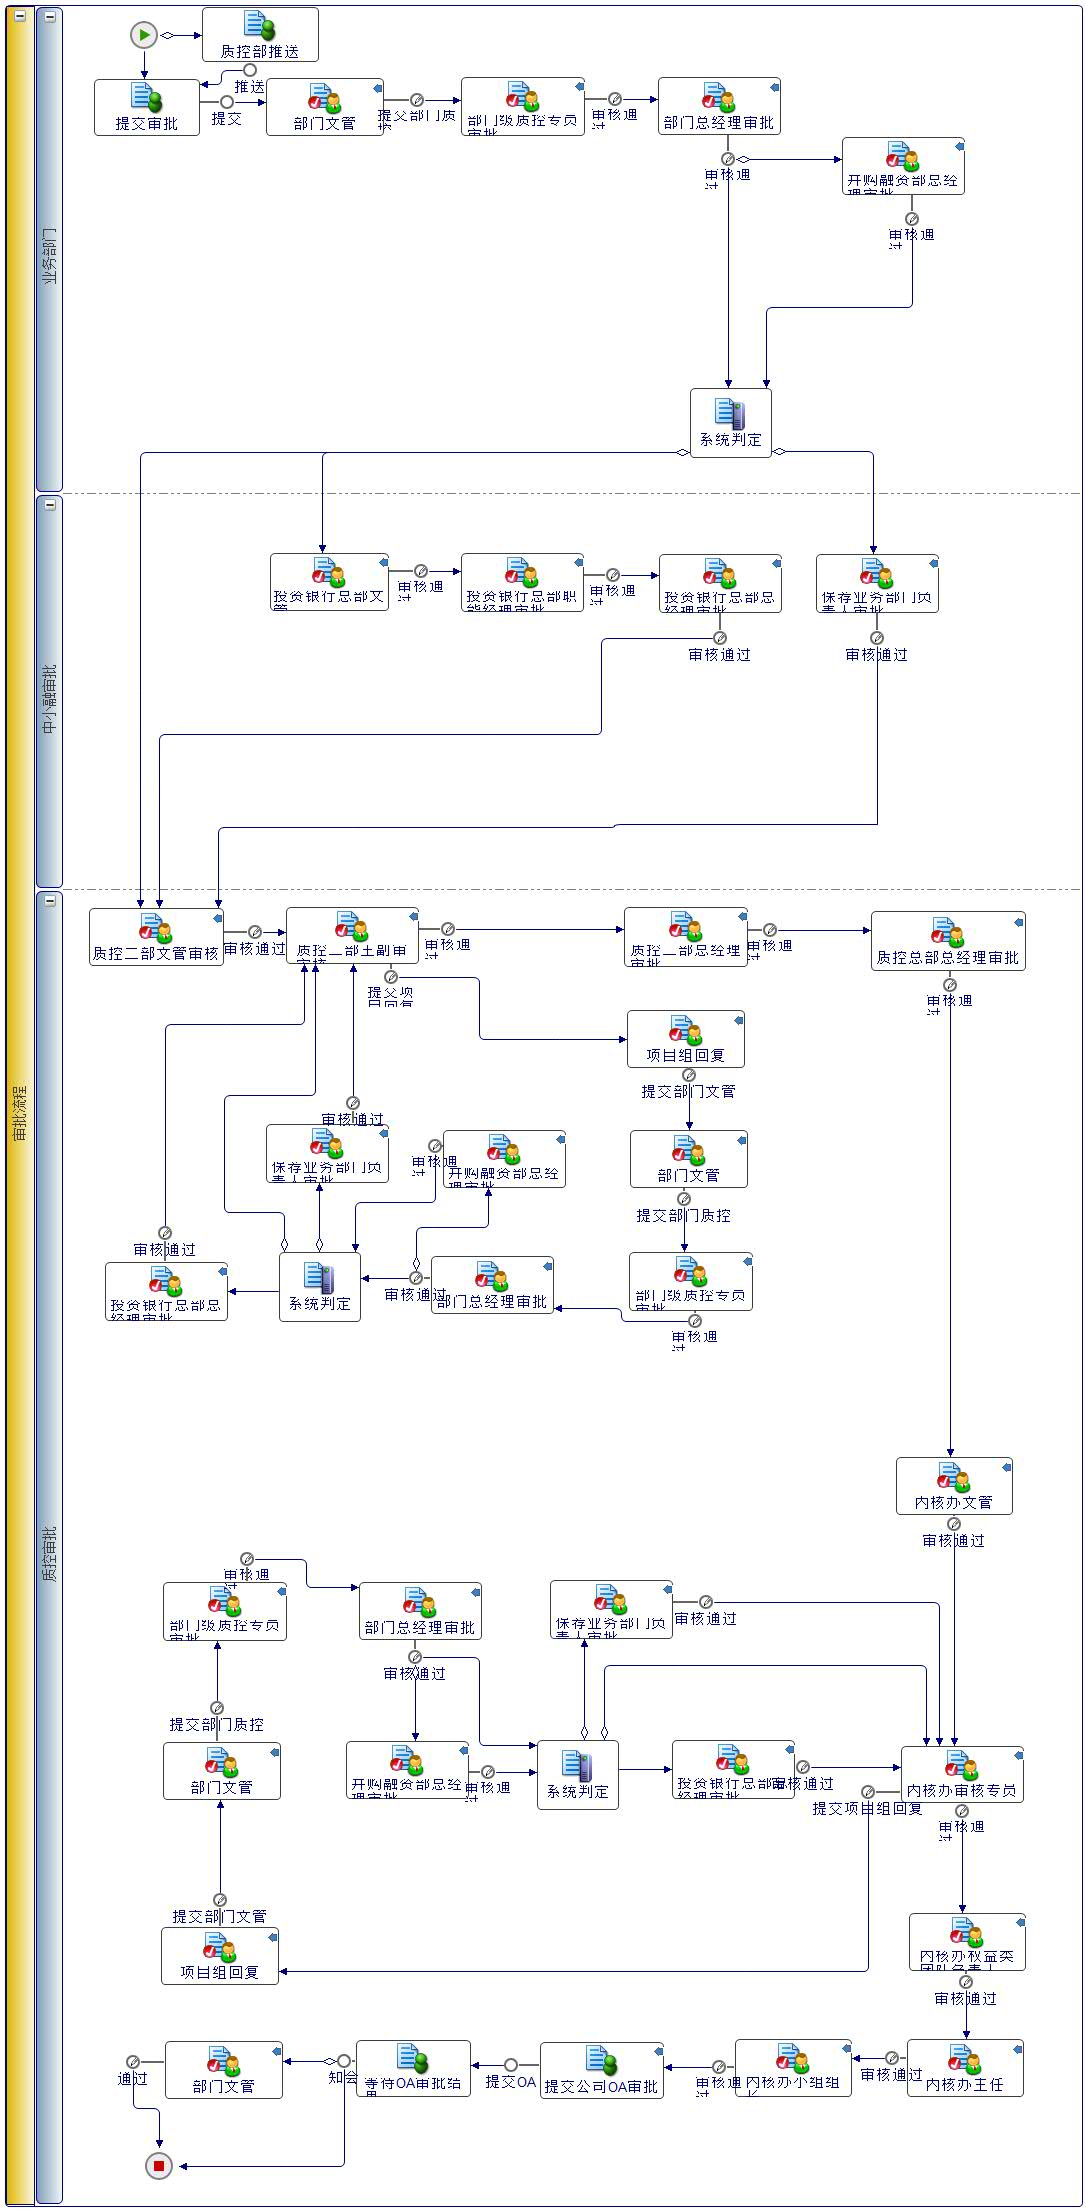 审批流程
业务部门
质控部推送
推送
提交审批
提交
部门文管
提交部门质
部门级质控专员
审批
审核通
部门总经理审批
审核通
并购融资部总经
理审批
审核通
系统判定
中小融审批
投资银行总部文
管
审核通
投资银行总部职
能经理审批
审核通
投资银行总部总
经理审批
审核通过
保荐业务部门负
责人审批
审核通过
质控审批
质控二部文管审核
审核通过
质控二部主副审
审核
审核通
质控二部总经理
审批
审核通
质控总部总经理审批
审核通
提交项
目回复
项目组回复
提交部门文管
部门文管
提交部门质控
部门级质控专员
审批
审核通
部门总经理审批
审核通过
并购融资部总经
理审批
审核通
系统判定
保荐业务部门负
责人审批
审核通过
投资银行总部总
经理审批
审核通过
内核办文管
审核通过
审核通
部门级质控专员
审批
部门总经理审批
审核通过
保荐业务部门负
责人审批
审核通过
提交部门质控
部门文管
并购融资部总经
理审批
审核通
系统判定
投资银行总部总
经理审批
审核通过
内核办审核专员
提交项目组回复
审核通
提交部门文管
项目组回复
内核办权益类
团队负责人
审核通过
内核办主任
审核通过
内核办小组组
长
审核通
提交公司OA审批
提交OA
等待OA审批结
果
知会
部门文管
通过